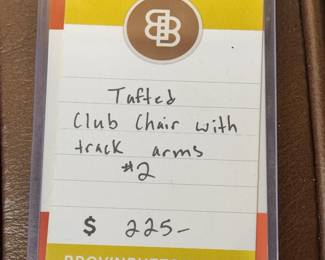 Tufted
Club Chair with
track arms
#2
$ 225-